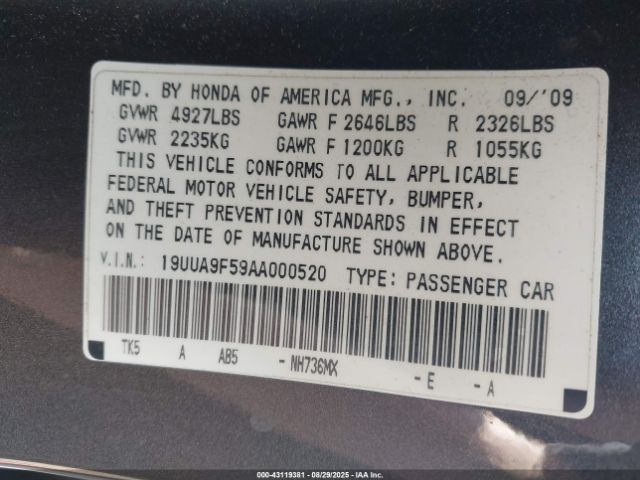 MFD. BY HONDA OF AMERICA MFG., INC. 09/'09
GVWR 4927LBS GAWR F 2646LBS R 2326LBS
GVWR 2235KG GAWR F 1200KG R 1055KG
THIS VEHICLE CONFORMS TO ALL APPLICABLE
FEDERAL MOTOR VEHICLE SAFETY, BUMPER,
AND THEFT PREVENTION STANDARDS IN EFFECT
ON THE DATE OF MANUFACTURE SHOWN ABOVE.
V.I.N.: 19UUA9F59AA000520 TYPE: PASSENGER CAR
TK5 A AB5 - NH736MX - E - A
000-43119381 - 08/29/2025 - IAA Inc.